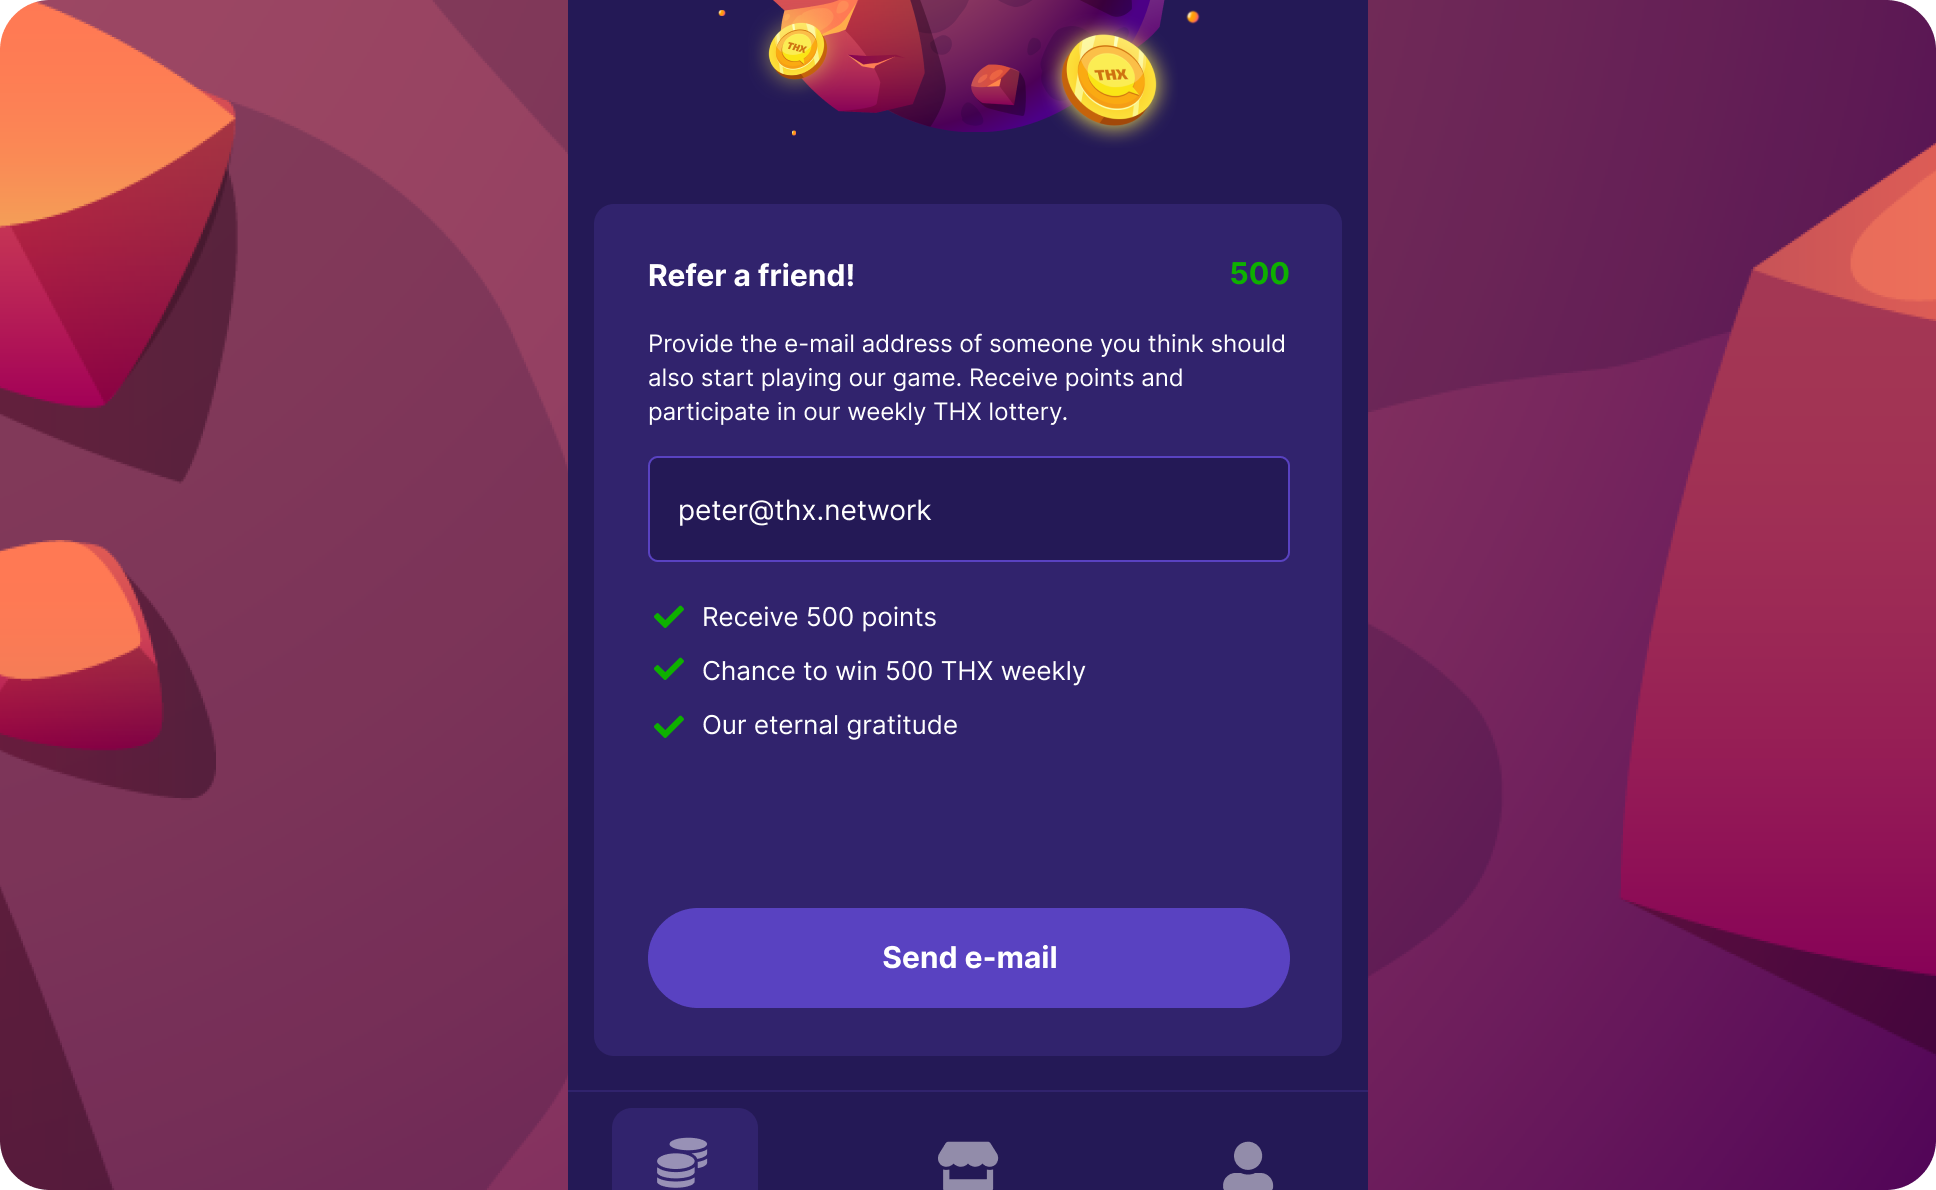 THX
THX
Refer a friend!
500
Provide the e-mail address of someone you think should
also start playing our game. Receive points and
participate in our weekly THX lottery.
peter@thx.network
Receive 500 points
Chance to win 500 THX weekly
Our eternal gratitude
Send e-mail